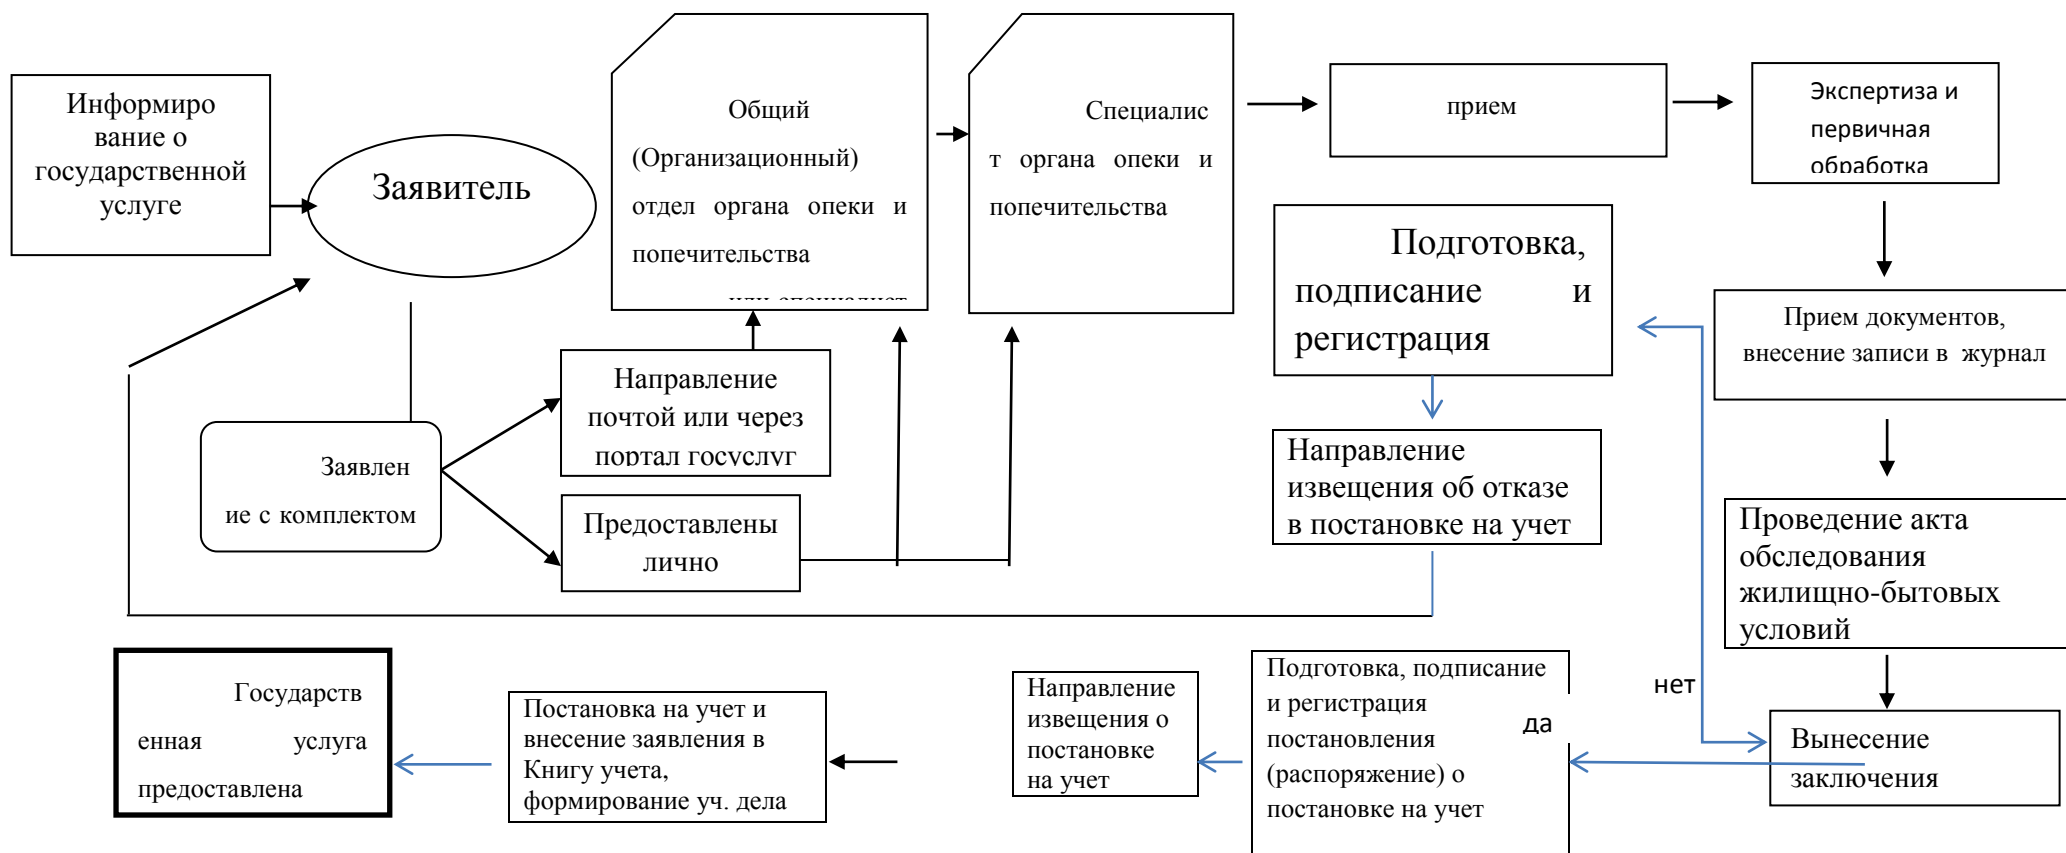 Информиро
вание о
государственной
услуге
Заявитель
Общий
(Организационный)
отдел органа опеки и
попечительства
или специалист
Специалис
т органа опеки и
попечительства
прием
Экспертиза и
первичная
обработка
Подготовка,
подписание и
регистрация
Прием документов,
внесение записи в журнал
Направление
почтой или через
портал госуслуг
Заявлен
ие с комплектом
Предоставлены
лично
Направление
извещения об отказе
в постановке на учет
Проведение акта
обследования
жилищно-бытовых
условий
нет
Государств
енная услуга
предоставлена
Постановка на учет и
внесение заявления в
Книгу учета,
формирование уч. дела
Направление
извещения о
постановке
на учет
Подготовка, подписание
и регистрация
постановления
(распоряжение) о
постановке на учет
да
Вынесение
заключения